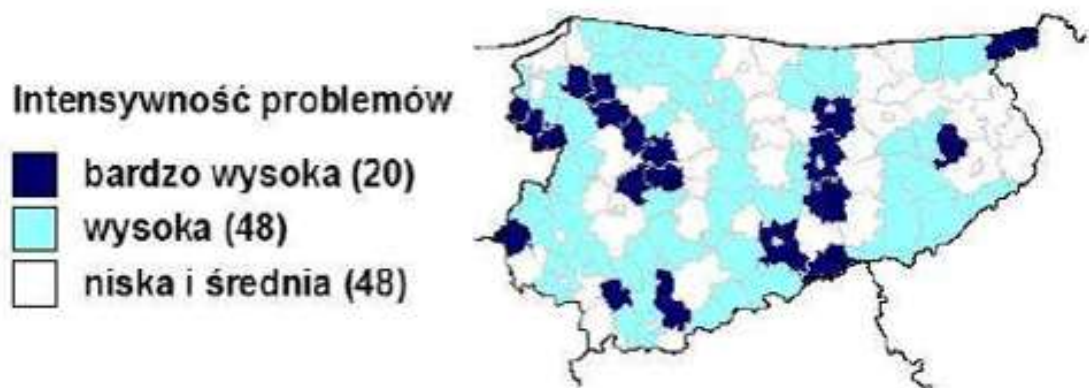 Intensywność problemów
bardzo wysoka (20)
wysoka (48)
niska i średnia (48)